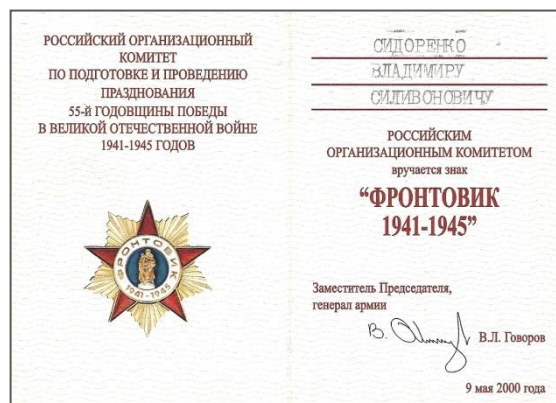 РОССИЙСКИЙ ОРГАНИЗАЦИОННЫЙ
КОМИТЕТ
ПО ПОДГОТОВКЕ И ПРОВЕДЕНИЮ
ПРАЗДНОВАНИЯ
55-й ГОДОВЩИНЫ ПОБЕДЫ
В ВЕЛИКОЙ ОТЕЧЕСТВЕННОЙ ВОЙНЕ
1941-1945 ГОДОВ
ФРОНТОВИК
1941-1945
СИДОРЕНКО
ВЛАДИМИРУ
СИЛИВОНОВИЧУ
РОССИЙСКИМ
ОРГАНИЗАЦИОННЫМ КОМИТЕТОМ
вручается знак
“ФРОНТОВИК
1941-1945”
Заместитель Председателя,
генерал армии
В.Л. Говоров
9 мая 2000 года